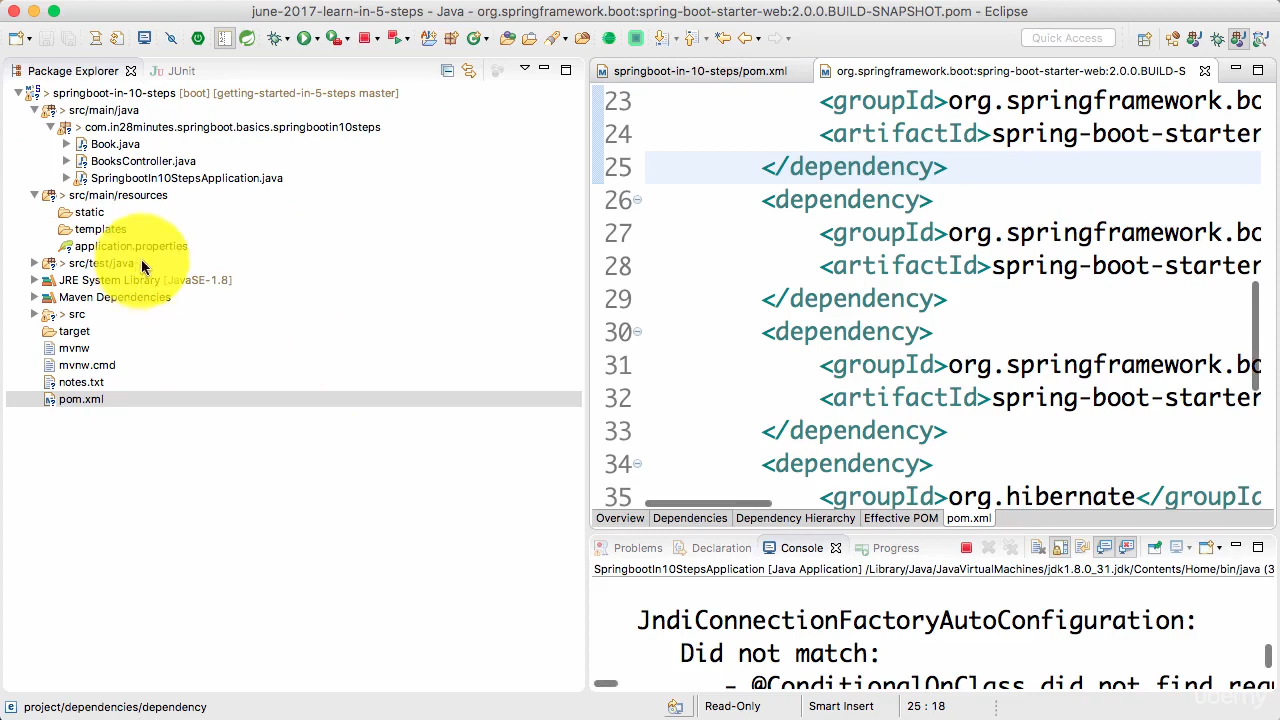 june-2017-learn-in-5-steps - Java - org.springframework.boot:spring-boot-starter-web:2.0.0.BUILD-SNAPSHOT.pom - Eclipse
Quick Access
Package Explorer
JUnit
> springboot-in-10-steps [boot] [getting-started-in-5-steps master]
> src/main/java
> com.in28minutes.springboot.basics.springbootin10steps
Book.java
BooksController.java
SpringbootIn10StepsApplication.java
> src/main/resources
static
templates
application.properties
> src/test/java
JRE System Library [JavaSE-1.8]
Maven Dependencies
> src
target
mvnw
mvnw.cmd
notes.txt
pom.xml
springboot-in-10-steps/pom.xml
org.springframework.boot:spring-boot-starter-web:2.0.0.BUILD-S
23 <groupId>org.springframework.bo
24 <artifactId>spring-boot-starter
25 </dependency>
26 <dependency>
27 <groupId>org.springframework.bo
28 <artifactId>spring-boot-starter
29 </dependency>
30 <dependency>
31 <groupId>org.springframework.bo
32 <artifactId>spring-boot-starter
33 </dependency>
34 <dependency>
35 <groupId>org.hibernate</groupId
Overview Dependencies Dependency Hierarchy Effective POM pom.xml
Problems Declaration Console Progress
SpringbootIn10StepsApplication [Java Application] /Library/Java/JavaVirtualMachines/jdk1.8.0_31.jdk/Contents/Home/bin/java (3
JndiConnectionFactoryAutoConfiguration:
Did not match:
- @ConditionalOnClass did not find requ
udemy
project/dependencies/dependency
Read-Only
Smart Insert
25 : 18